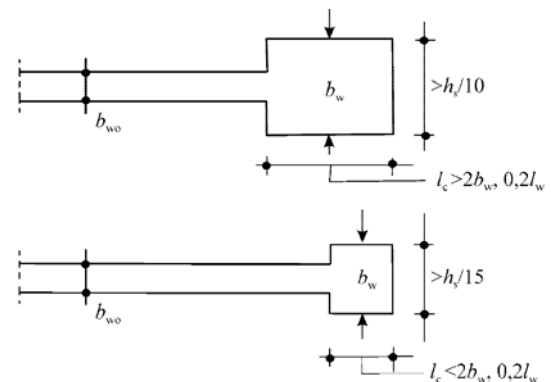 b_w
>h_s/10
b_wo
l_c>2b_w, 0,2l_w
b_w
>h_s/15
b_wo
l_c<2b_w, 0,2l_w